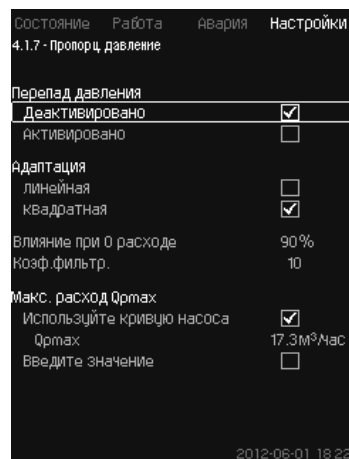 Состояние Работа Авария Настройки
4.1.7 - Пропорц. давление
Перепад давления
Деактивировано
Активировано
Адаптация
линейная
квадратная
Влияние при 0 расходе 90%
Коэф.фильтр. 10
Макс. расход Qpmax
Используйте кривую насоса
Qpmax 17.3м³/час
Введите значение
2012-06-01 18:22